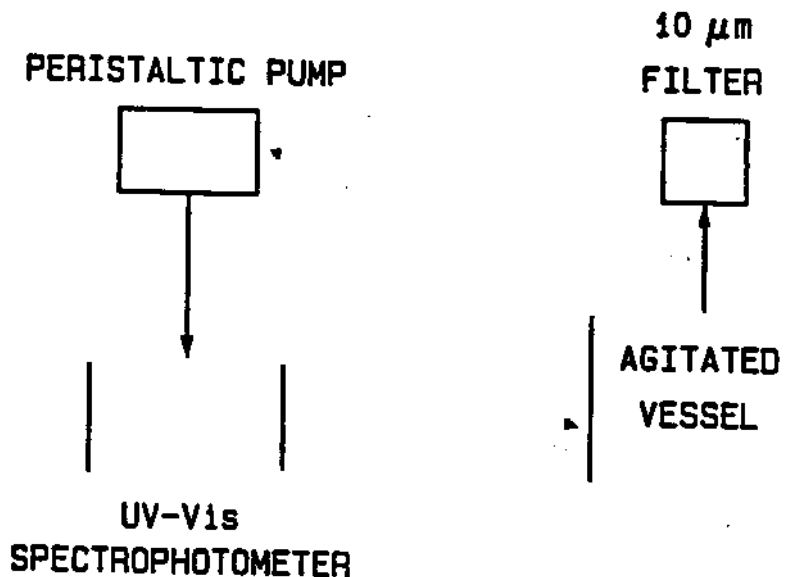 10 μm
FILTER
PERISTALTIC PUMP
AGITATED
VESSEL
UV-Vis
SPECTROPHOTOMETER